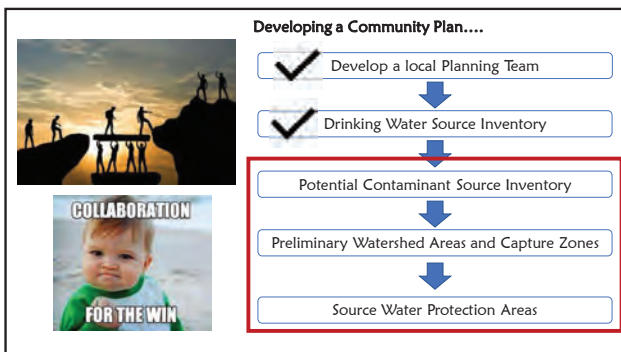 Developing a Community Plan....
Develop a local Planning Team
Drinking Water Source Inventory
Potential Contaminant Source Inventory
Preliminary Watershed Areas and Capture Zones
Source Water Protection Areas
COLLABORATION
FOR THE WIN